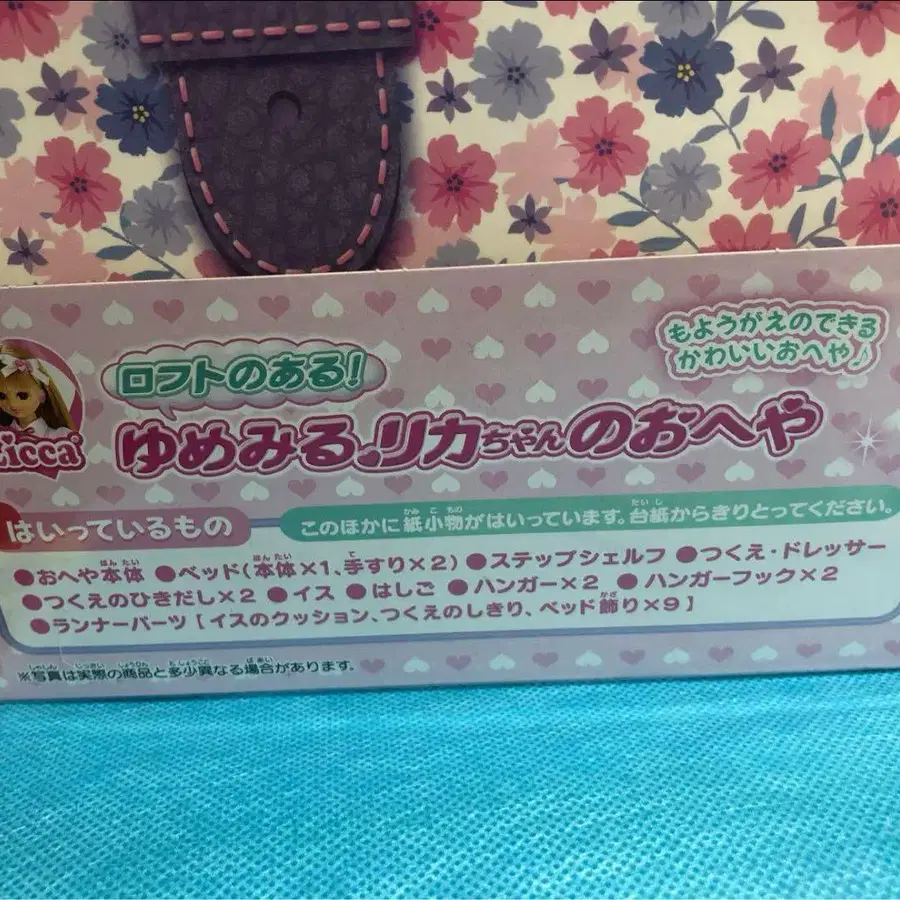 もようがえのできる
かわいいおへや♪
ロフトのある!
Licca
ゆめみるリカちゃんのおへや
はいっているもの
このほかに紙小物がはいっています。台紙からきりとってください。
●おへや本体 ●ベッド(本体×1、手すり×2) ●ステップシェルフ ●つくえ・ドレッサー
●つくえのひきだし×2 ●イス ●はしご ●ハンガー×2 ●ハンガーフック×2
●ランナーパーツ【イスのクッション、つくえのしきり、ベッド飾り×9】
※写真は実際の商品と多少異なる場合があります。